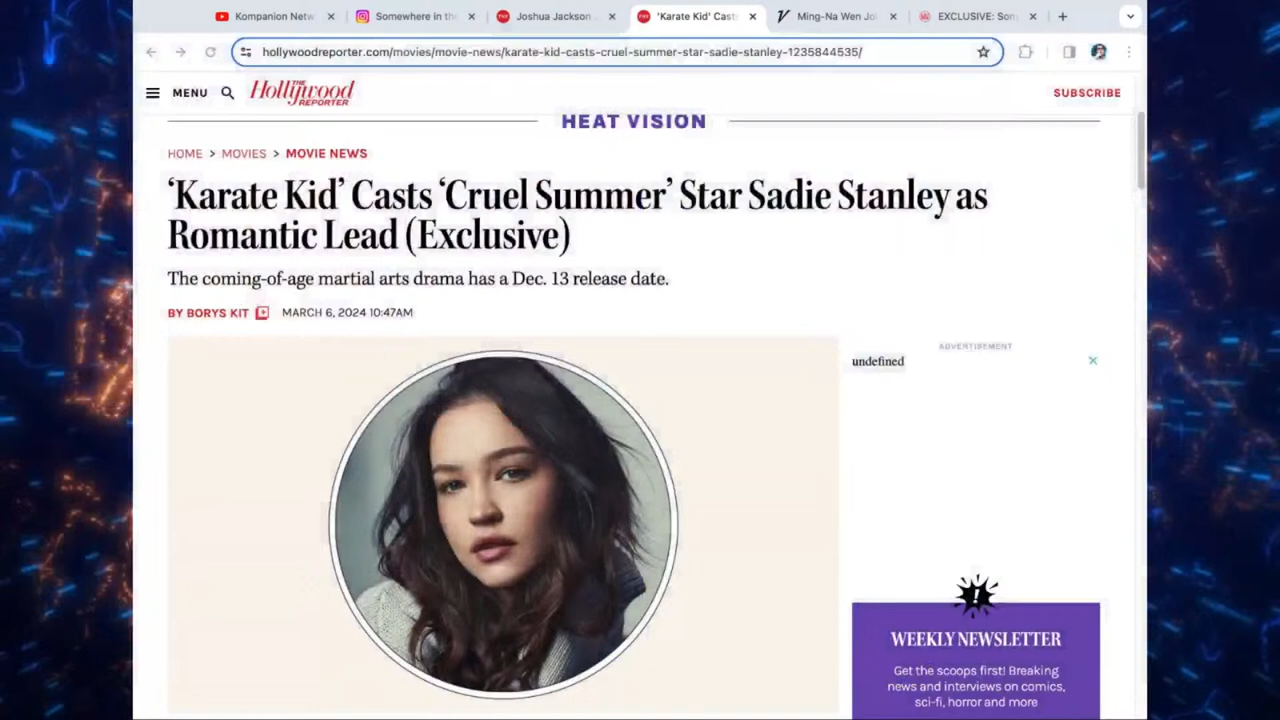 Kompanion Netw
Somewhere in the
Joshua Jackson
'Karate Kid' Casts
Ming-Na Wen Joi
EXCLUSIVE: Son
hollywoodreporter.com/movies/movie-news/karate-kid-casts-cruel-summer-star-sadie-stanley-1235844535/
MENU
THE
Hollywood
REPORTER
SUBSCRIBE
HEAT VISION
HOME > MOVIES > MOVIE NEWS
‘Karate Kid’ Casts ‘Cruel Summer’ Star Sadie Stanley as
Romantic Lead (Exclusive)
The coming-of-age martial arts drama has a Dec. 13 release date.
BY BORYS KIT MARCH 6, 2024 10:47AM
ADVERTISEMENT
undefined
WEEKLY NEWSLETTER
Get the scoops first! Breaking
news and interviews on comics,
sci-fi, horror and more